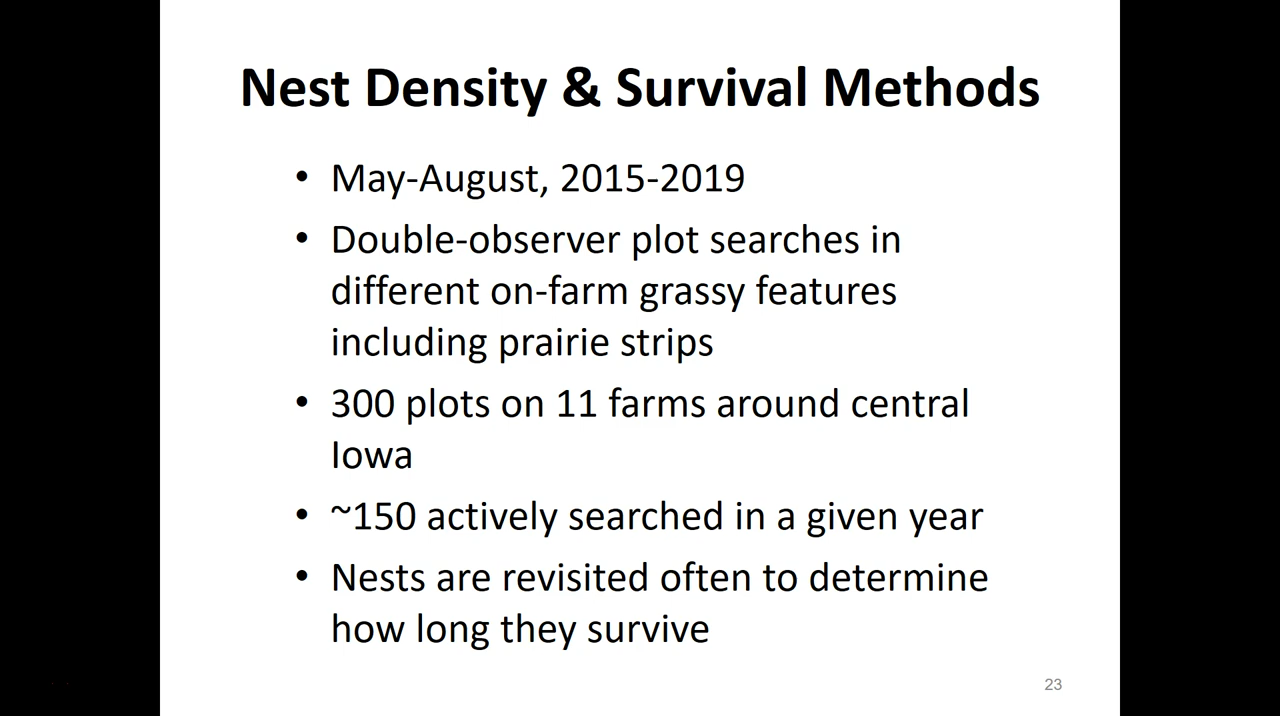 Nest Density & Survival Methods
• May-August, 2015-2019
• Double-observer plot searches in
different on-farm grassy features
including prairie strips
• 300 plots on 11 farms around central
Iowa
• ~150 actively searched in a given year
• Nests are revisited often to determine
how long they survive
23